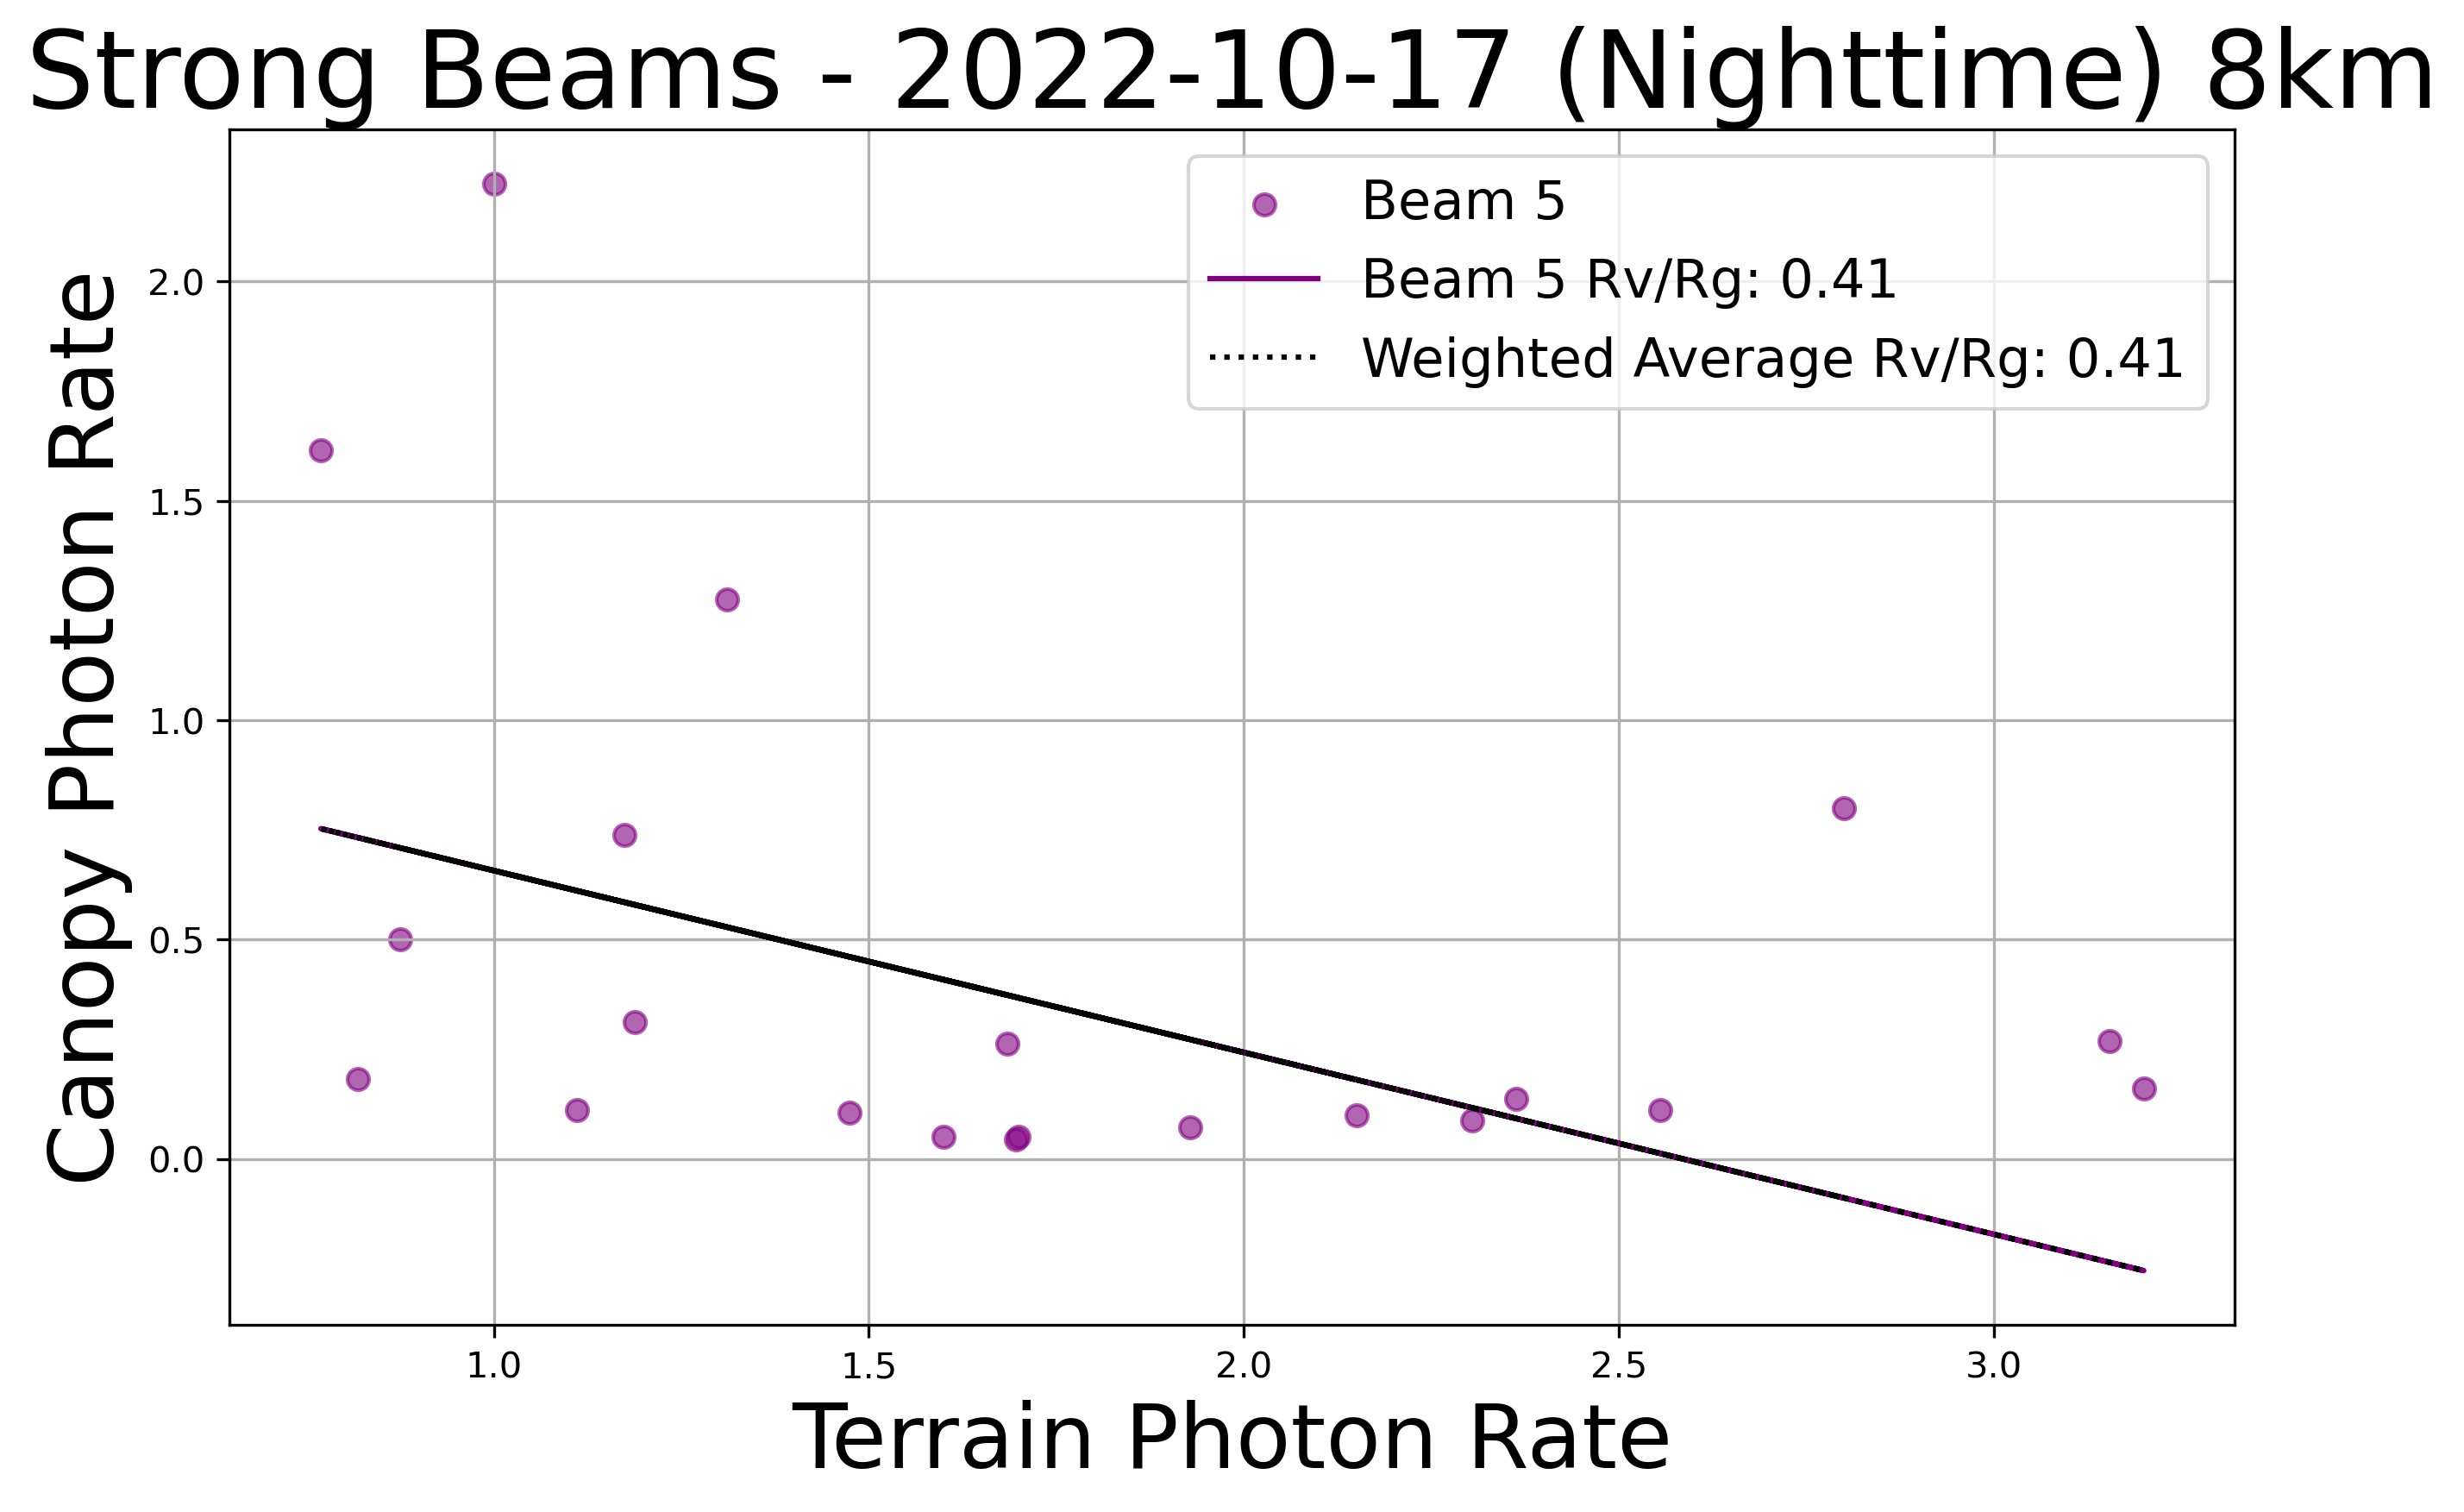 Strong Beams - 2022-10-17 (Nighttime) 8km
Beam 5
Beam 5 Rv/Rg: 0.41
Weighted Average Rv/Rg: 0.41
Canopy Photon Rate
2.0
1.5
1.0
0.5
0.0
1.0
1.5
2.0
2.5
3.0
Terrain Photon Rate